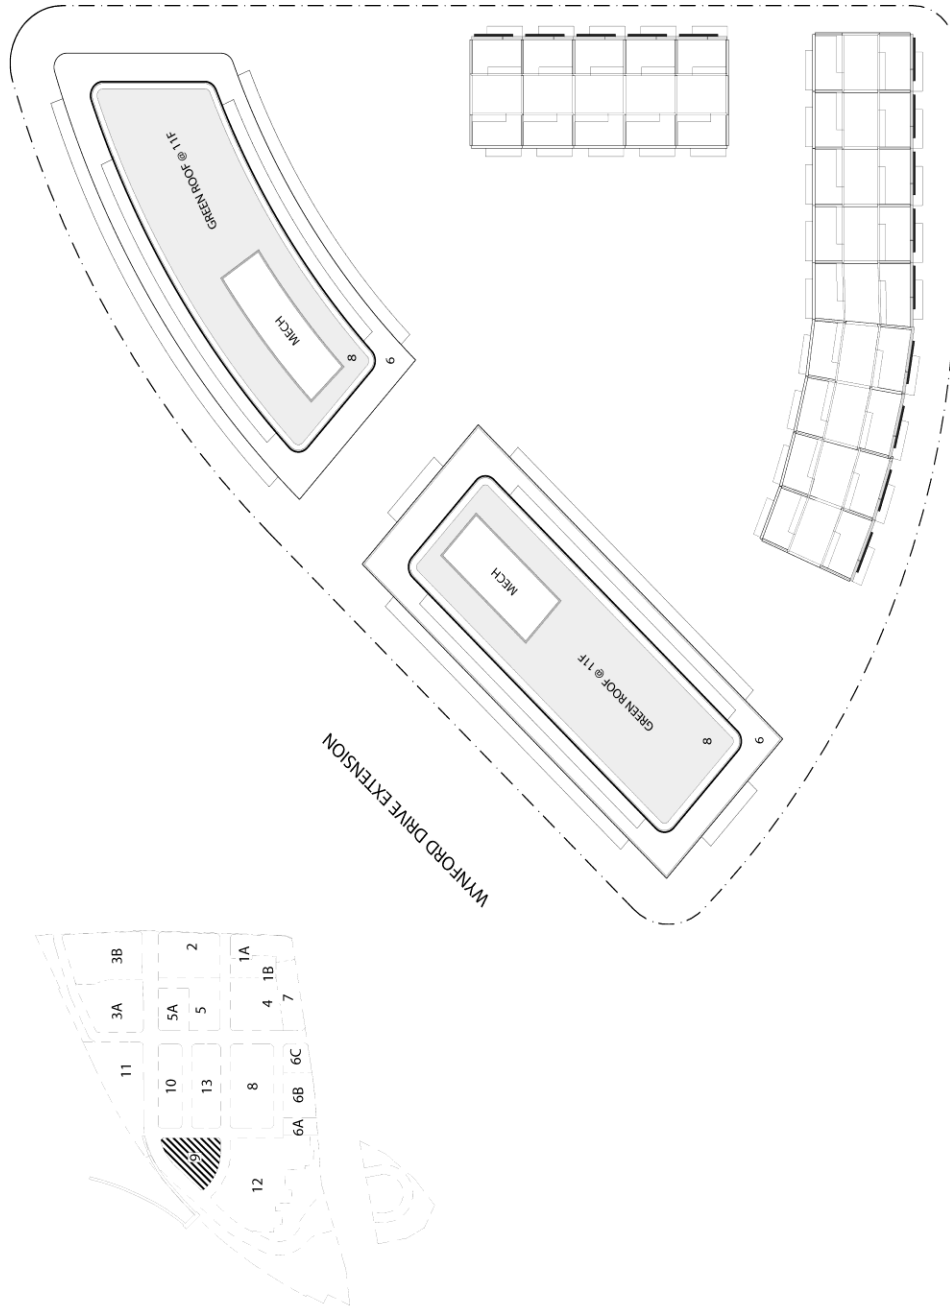 GREEN ROOF @ 11F
MECH
8
6
MECH
GREEN ROOF @ 11F
8
6
WYNFORD DRIVE EXTENSION
3B
2
1A
1B
3A
5A
5
4
7
11
10
13
8
6C
6B
6A
9
12